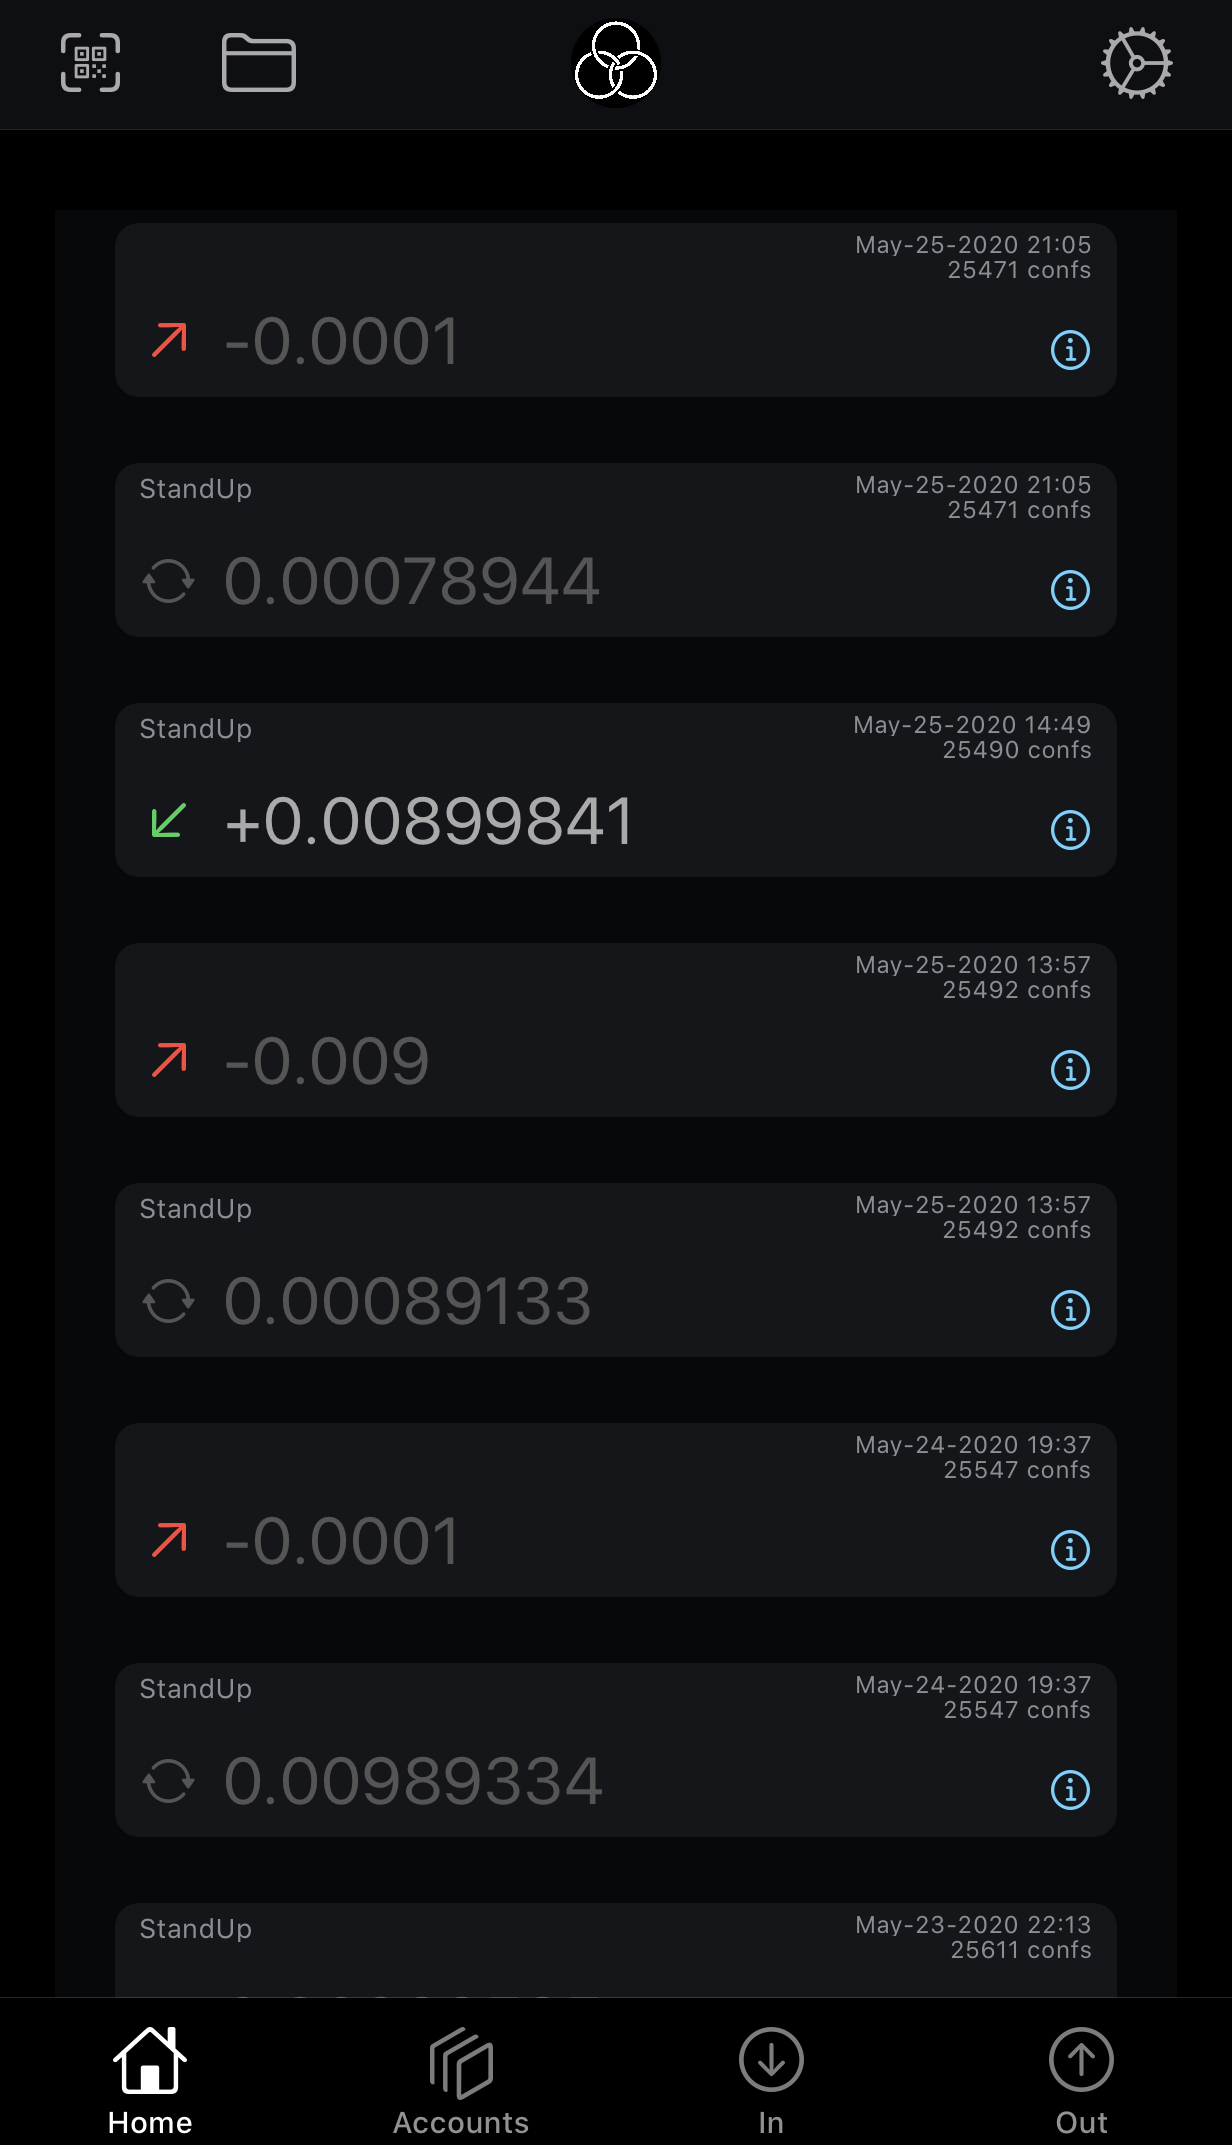 May-25-2020 21:05
25471 confs
-0.0001
StandUp
May-25-2020 21:05
25471 confs
0.00078944
StandUp
May-25-2020 14:49
25490 confs
+0.00899841
May-25-2020 13:57
25492 confs
-0.009
StandUp
May-25-2020 13:57
25492 confs
0.00089133
May-24-2020 19:37
25547 confs
-0.0001
StandUp
May-24-2020 19:37
25547 confs
0.00989334
StandUp
May-23-2020 22:13
25611 confs
Home
Accounts
In
Out